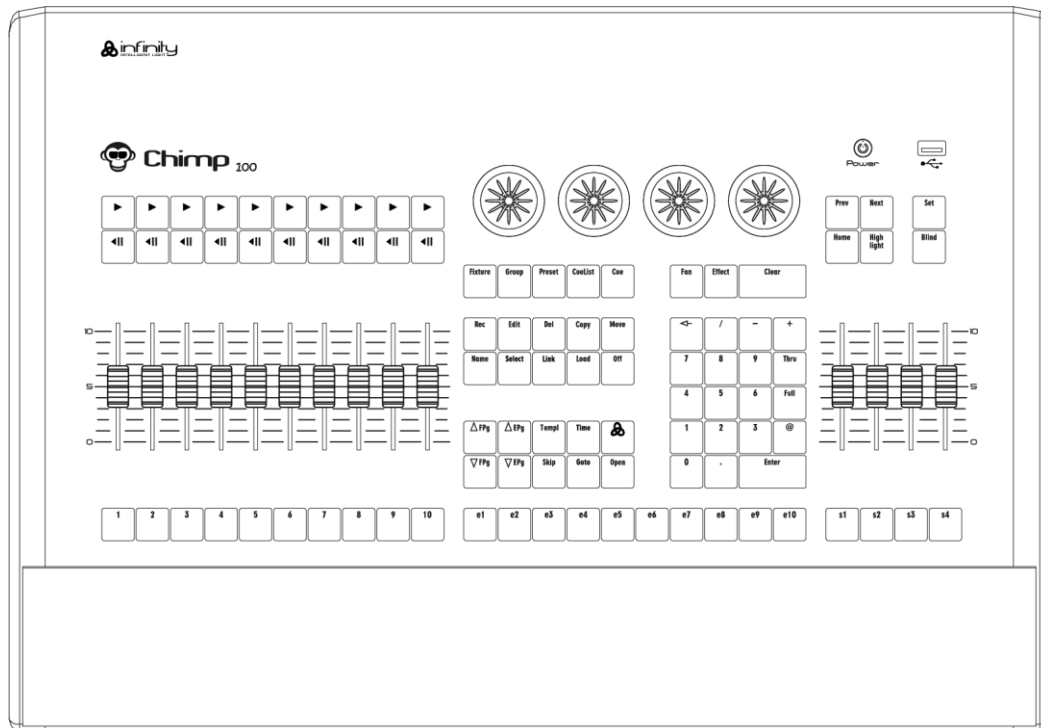 infinity
INTELLIGENT LIGHT
Chimp 100
Power
Prev Next Set
Home High light Blind
Fixture Group Preset CueList Cue Fan Effect Clear
Rec Edit Del Copy Move / - +
Name Select Link Load Off 7 8 9 Thru
4 5 6 Full
FPg EPg Templ Time 1 2 3 @
FPg EPg Skip Goto Open 0 . Enter
10 10
5 5
0 0
1 2 3 4 5 6 7 8 9 10 e1 e2 e3 e4 e5 e6 e7 e8 e9 e10 s1 s2 s3 s4